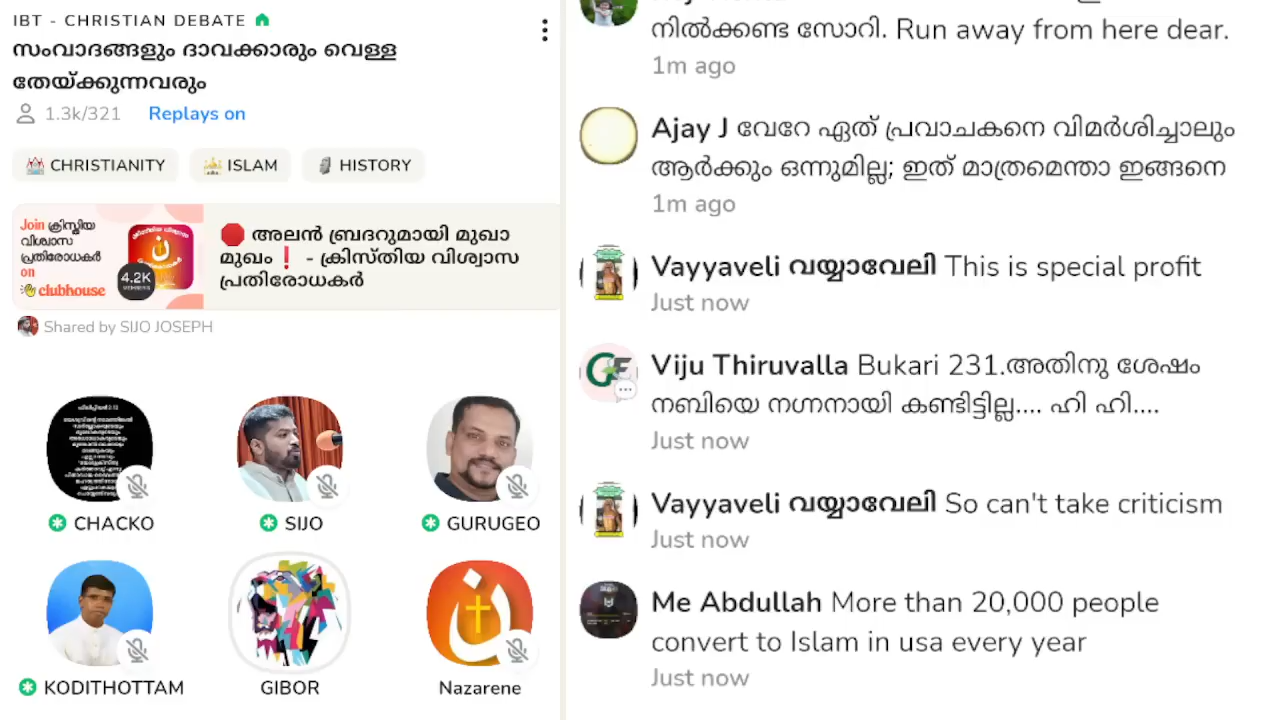 IBT - CHRISTIAN DEBATE
സംവാദങ്ങളും ദാവക്കാരും വെള്ള
തേയ്ക്കുന്നവരും
1.3k/321 Replays on
CHRISTIANITY ISLAM HISTORY
Join ക്രിസ്തിയ
വിശ്വാസ
പ്രതിരോധകർ
on
clubhouse
4.2K
MEMBERS
🛑 അലൻ ബ്രദറുമായി മുഖാ
മുഖം❗ - ക്രിസ്തിയ വിശ്വാസ
പ്രതിരോധകർ
Shared by SIJO JOSEPH
CHACKO SIJO GURUGEO
KODITHOTTAM GIBOR Nazarene
നിൽക്കണ്ട സോറി. Run away from here dear.
1m ago
Ajay J വേറേ ഏത് പ്രവാചകനെ വിമർശിച്ചാലും
ആർക്കും ഒന്നുമില്ല; ഇത് മാത്രമെന്താ ഇങ്ങനെ
1m ago
Vayyaveli വയ്യാവേലി This is special profit
Just now
Viju Thiruvalla Bukari 231.അതിനു ശേഷം
നബിയെ നഗ്നനായി കണ്ടിട്ടില്ല.... ഹി ഹി....
Just now
Vayyaveli വയ്യാവേലി So can't take criticism
Just now
Me Abdullah More than 20,000 people
convert to Islam in usa every year
Just now